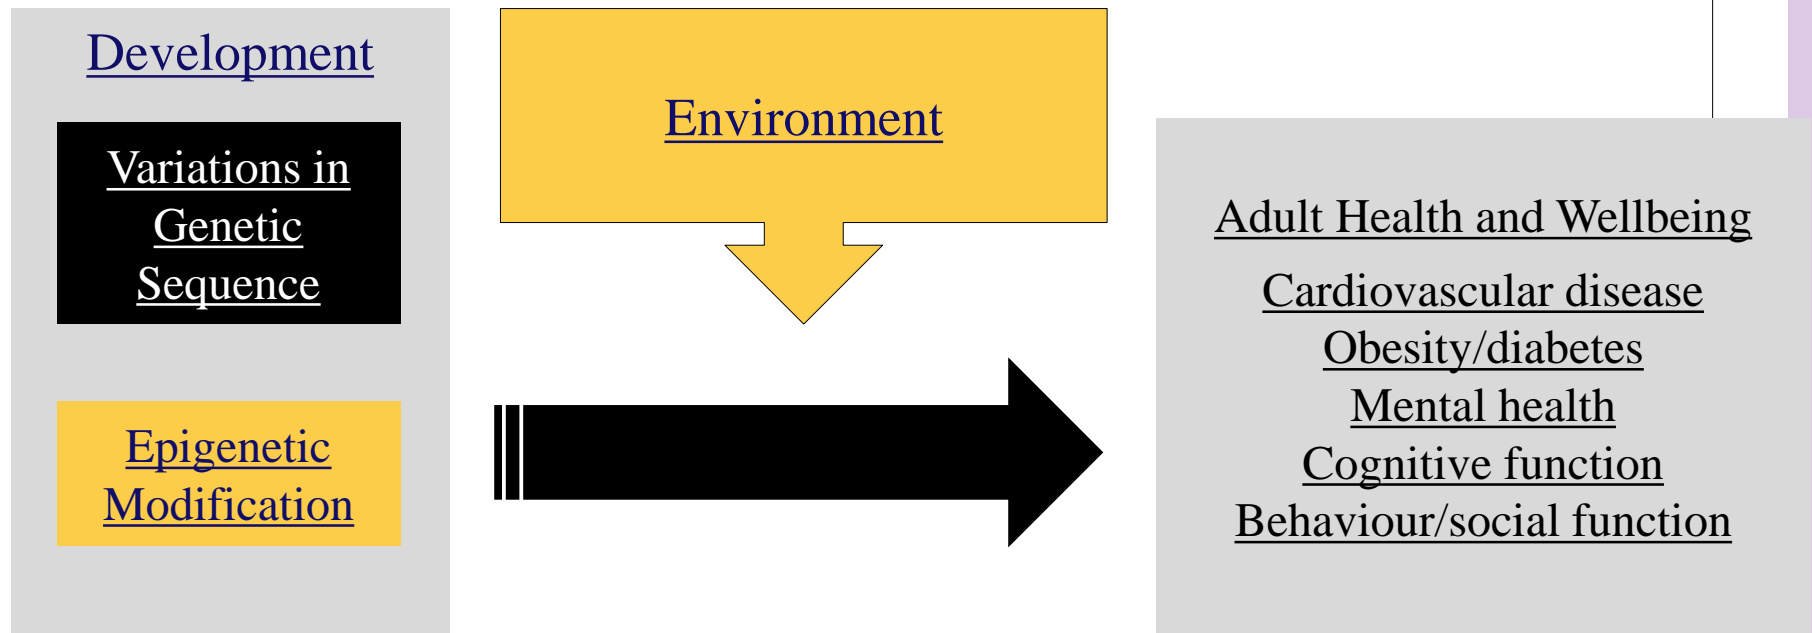 Development
Variations in
Genetic
Sequence
Epigenetic
Modification
Environment
Adult Health and Wellbeing
Cardiovascular disease
Obesity/diabetes
Mental health
Cognitive function
Behaviour/social function